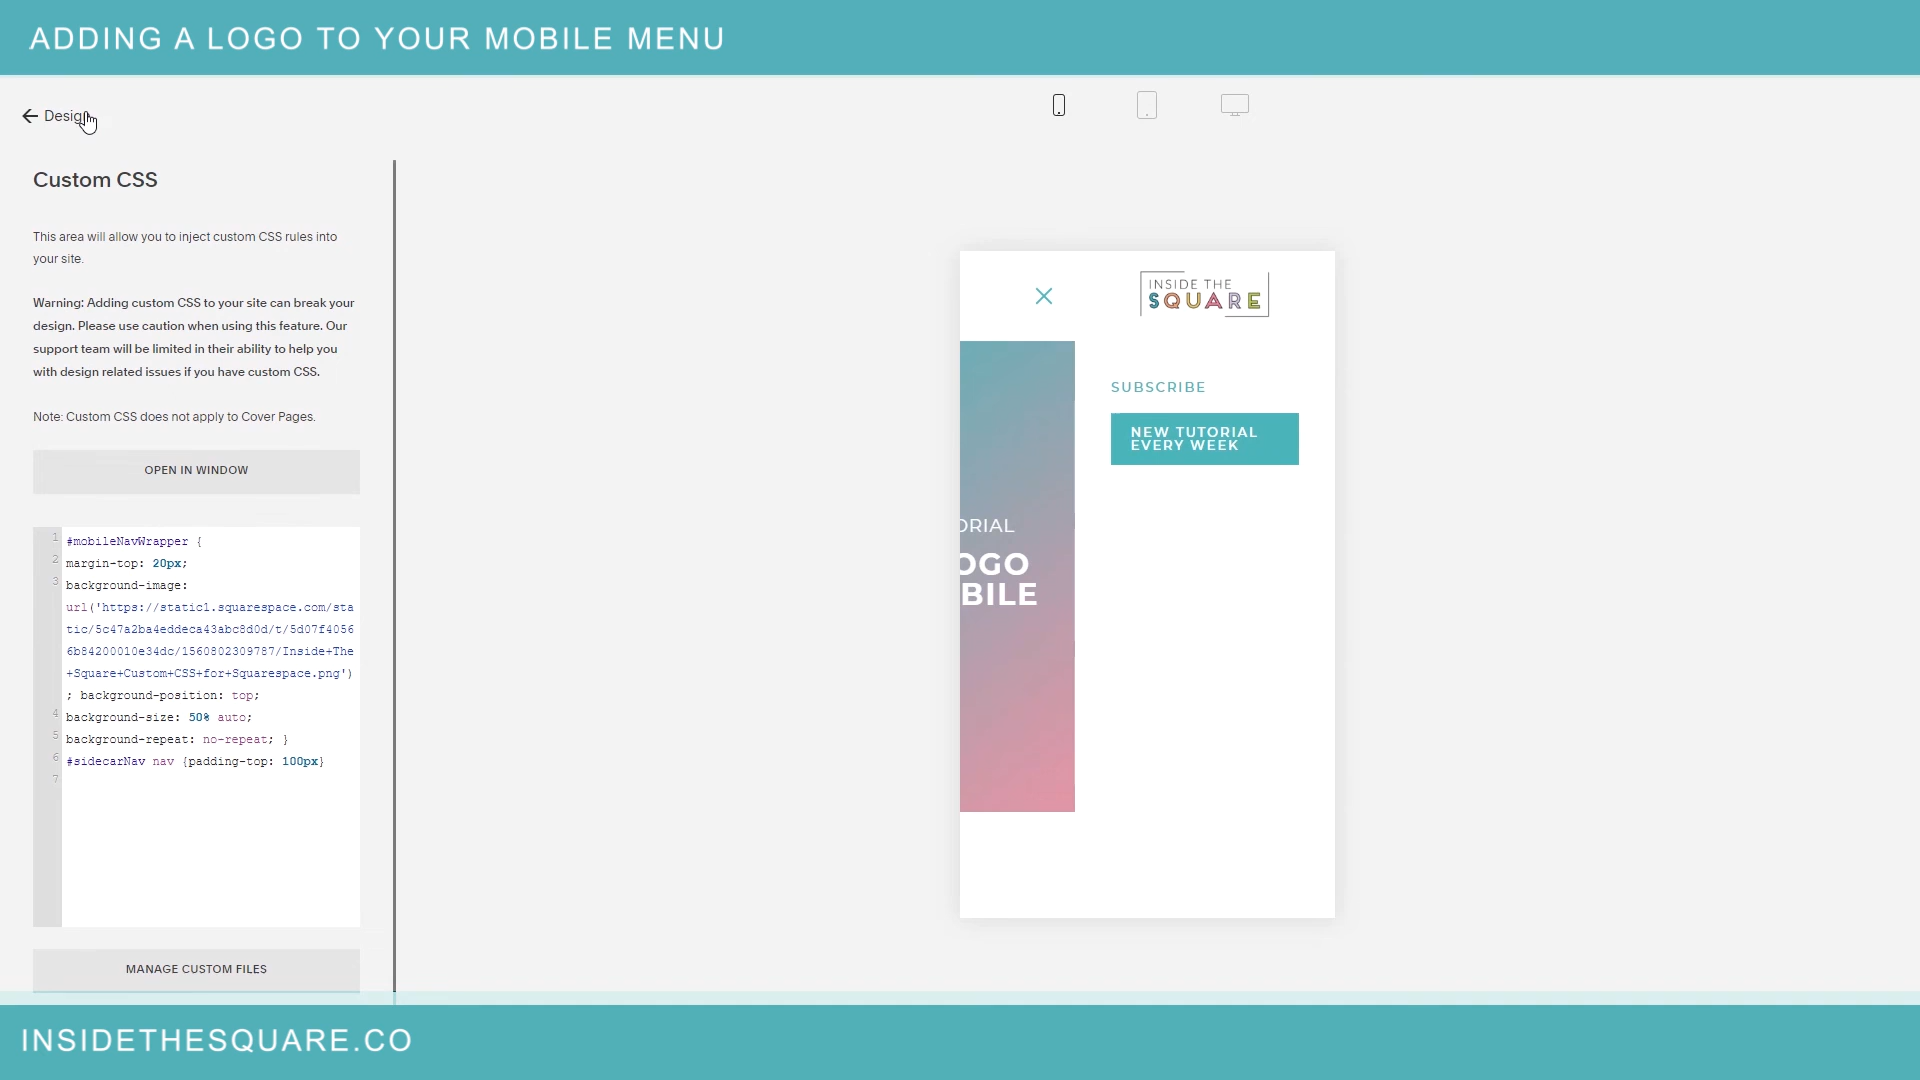 ADDING A LOGO TO YOUR MOBILE MENU
Design
Custom CSS
This area will allow you to inject custom CSS rules into
your site.
Warning: Adding custom CSS to your site can break your
design. Please use caution when using this feature. Our
support team will be limited in their ability to help you
with design related issues if you have custom CSS.
Note: Custom CSS does not apply to Cover Pages.
OPEN IN WINDOW
1 #mobileNavWrapper {
2 margin-top: 20px;
3 background-image:
url('https://static1.squarespace.com/sta
tic/5c47a2ba4eddeca43abc8d0d/t/5d07f4056
6b84200010e34dc/1560802309787/Inside+The
+Square+Custom+CSS+for+Squarespace.png')
; background-position: top;
4 background-size: 50% auto;
5 background-repeat: no-repeat; }
6 #sidecarNav nav {padding-top: 100px}
7
MANAGE CUSTOM FILES
INSIDE THE
SQUARE
SUBSCRIBE
NEW TUTORIAL
EVERY WEEK
ORIAL
OGO
BILE
INSIDETHESQUARE.CO